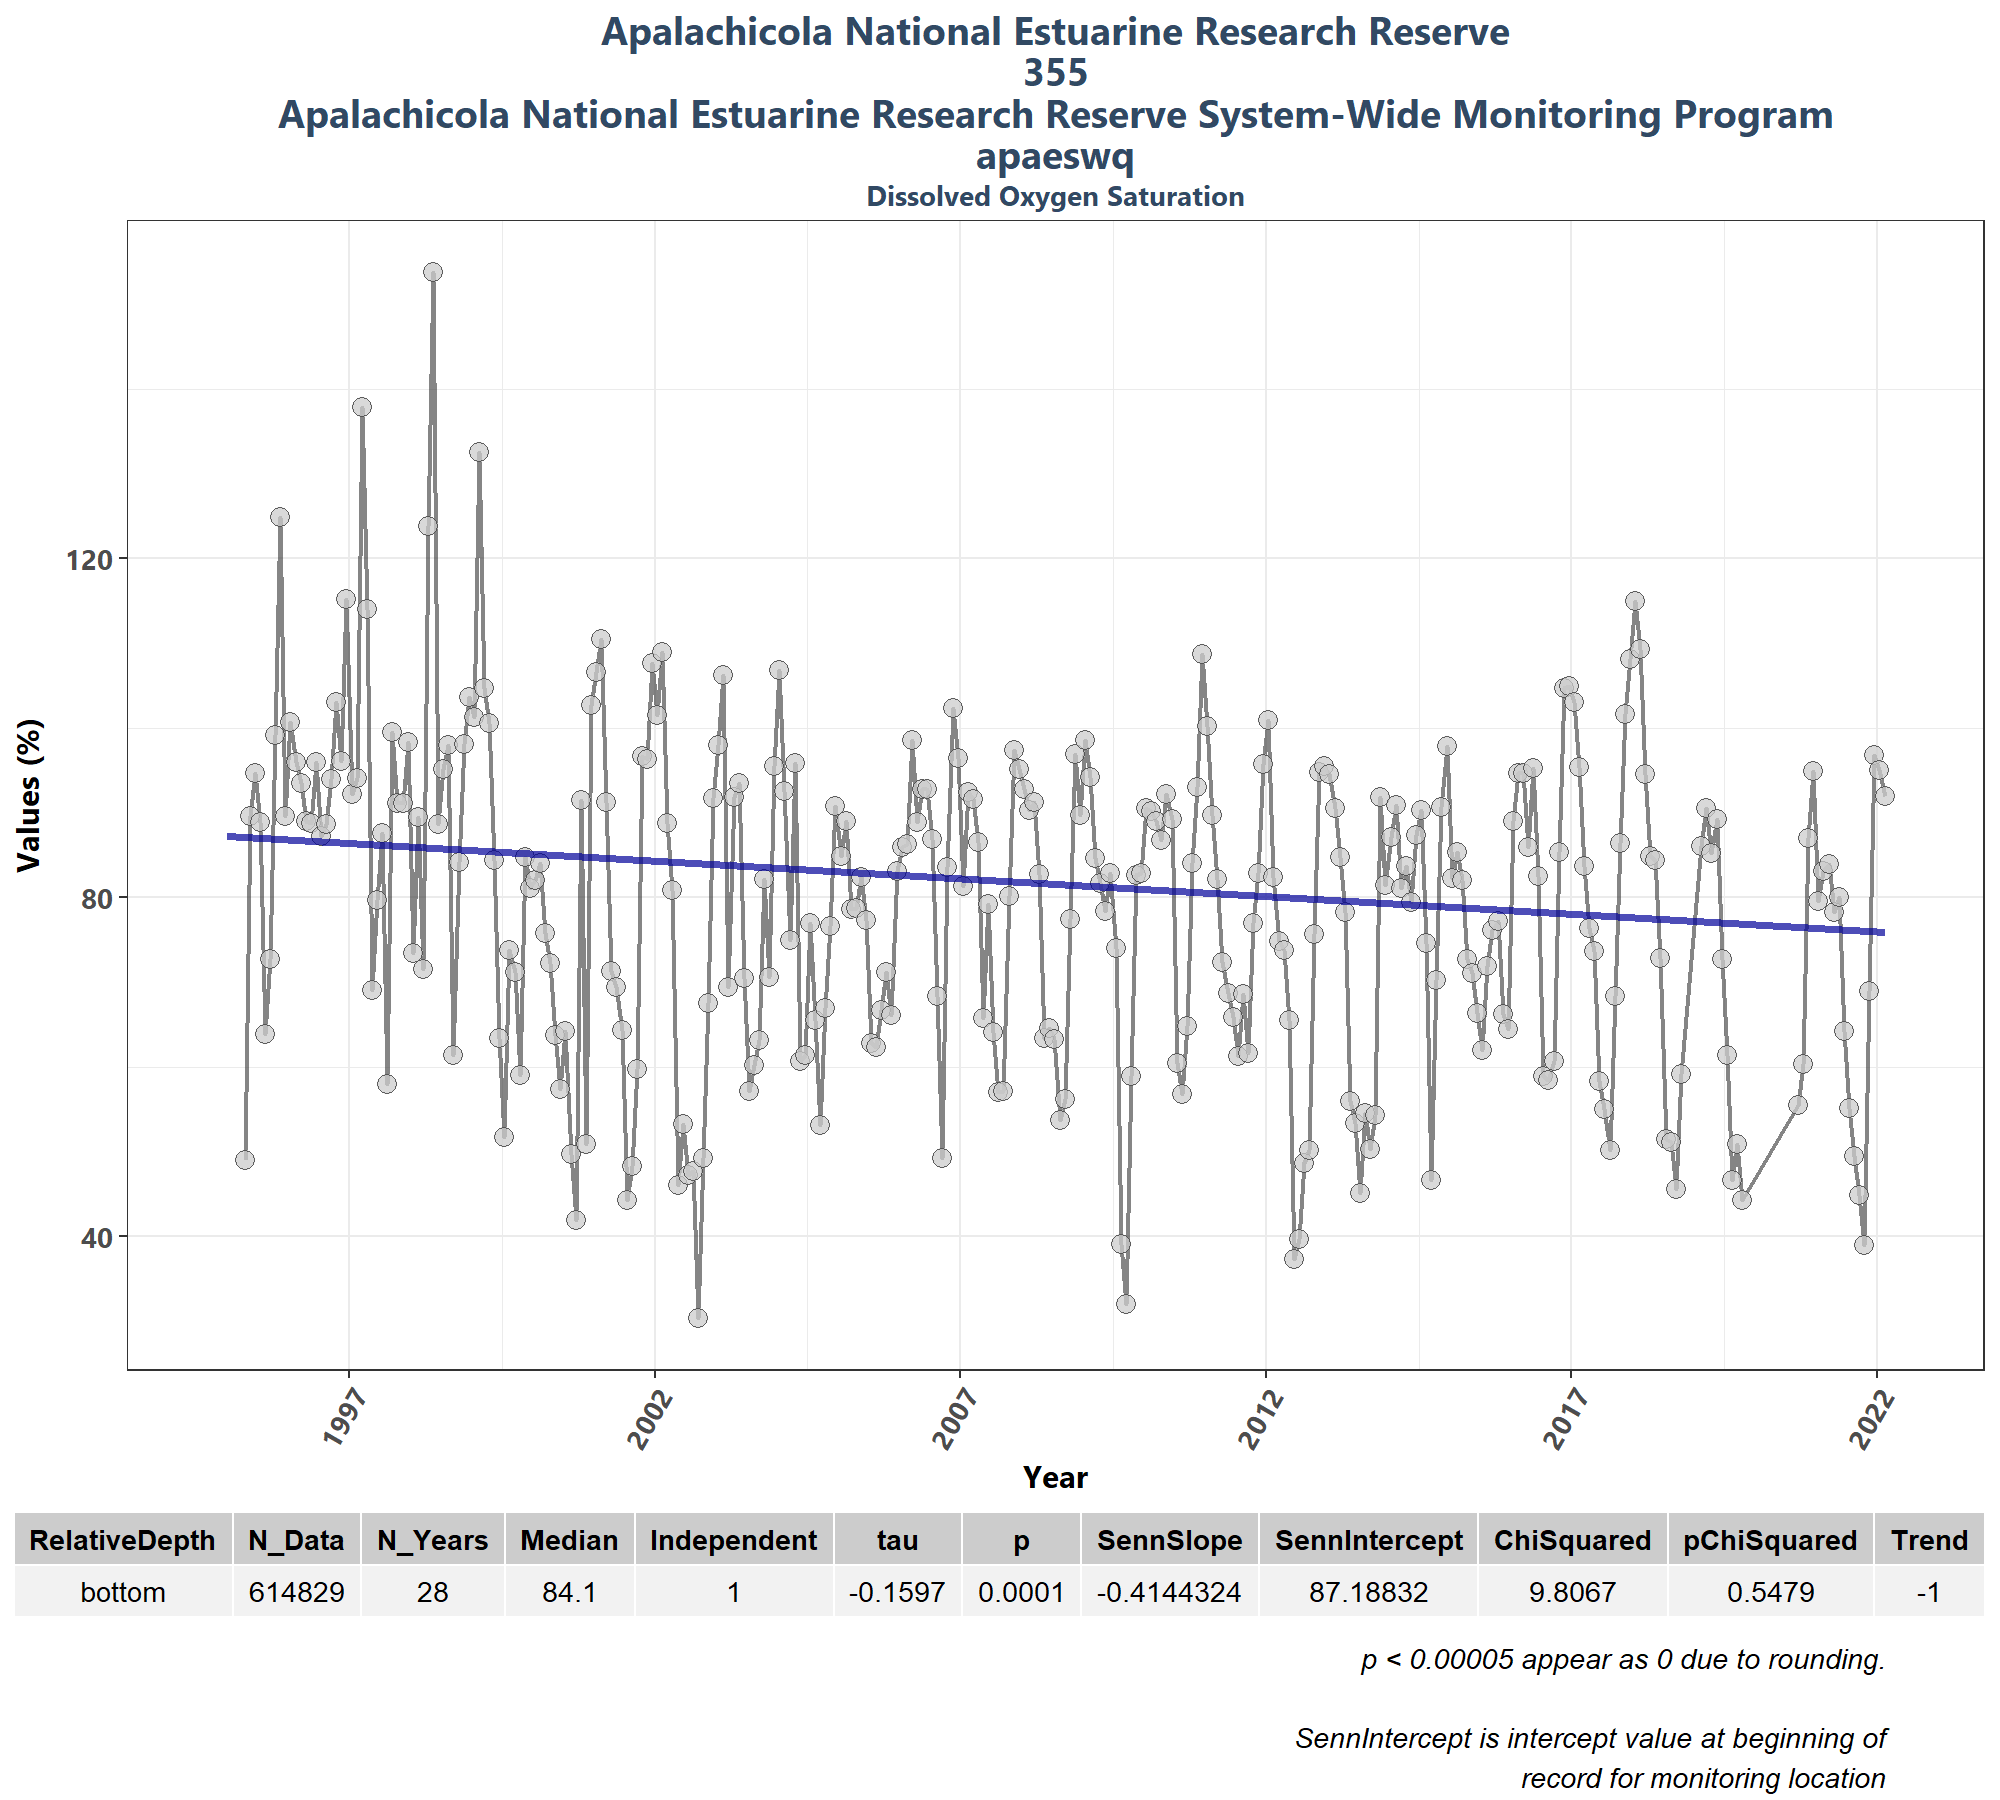 Apalachicola National Estuarine Research Reserve
355
Apalachicola National Estuarine Research Reserve System-Wide Monitoring Program
apaeswq
Dissolved Oxygen Saturation
Values (%)
120
80
40
1997
2002
2007
2012
2017
2022
Year
RelativeDepth N_Data N_Years Median Independent tau p SennSlope SennIntercept ChiSquared pChiSquared Trend
bottom 614829 28 84.1 1 -0.1597 0.0001 -0.4144324 87.18832 9.8067 0.5479 -1
p < 0.00005 appear as 0 due to rounding.
SennIntercept is intercept value at beginning of
record for monitoring location